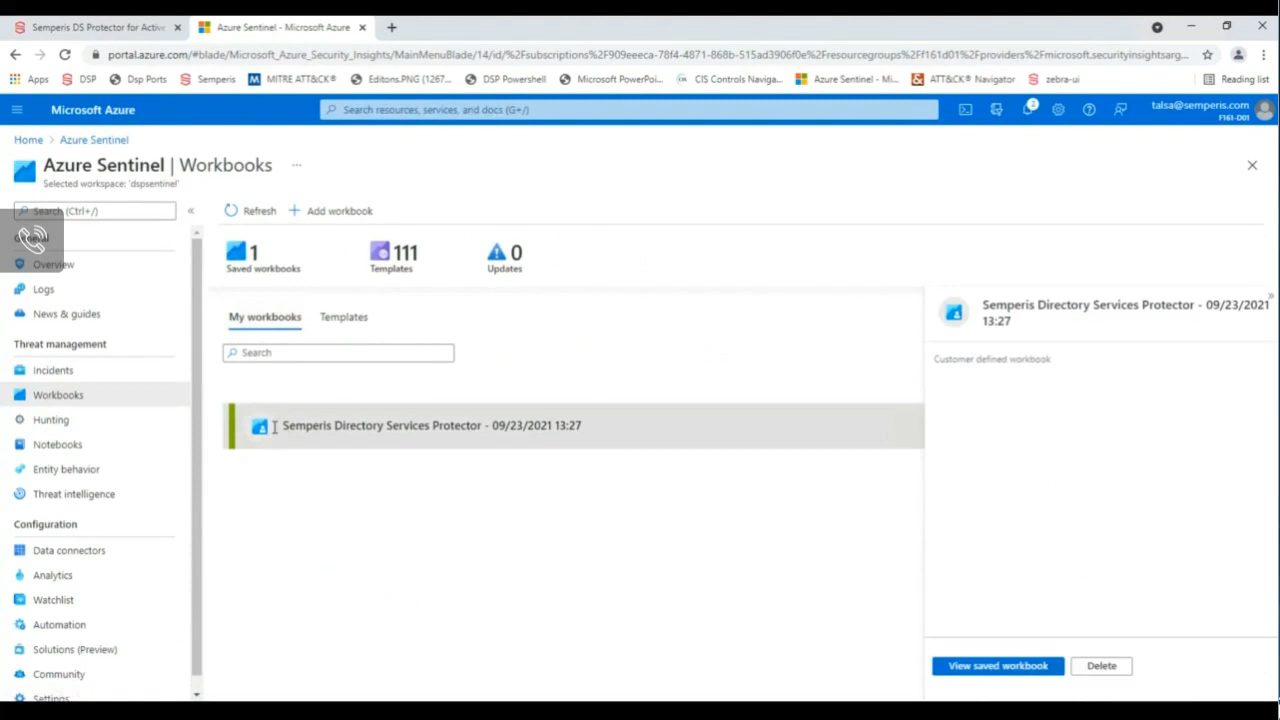 Semperis DS Protector for Active
Azure Sentinel - Microsoft Azure
portal.azure.com/#blade/Microsoft_Azure_Security_Insights/MainMenuBlade/14/id/%2Fsubscriptions%2F909eeeca-78f4-4871-868b-515ad3906f0e%2Fresourcegroups%2Ff161d01%2Fproviders%2Fmicrosoft.securityinsightsarg...
Apps
DSP
Dsp Ports
Semperis
MITRE ATT&CK®
Editons.PNG (1267...
DSP Powershell
Microsoft PowerPoi...
CIS Controls Naviga...
Azure Sentinel - Mi...
ATT&CK® Navigator
zebra-ui
Reading list
Microsoft Azure
Search resources, services, and docs (G+/)
2
talsa@semperis.com
F161-D01
Home > Azure Sentinel
Azure Sentinel | Workbooks ...
Selected workspace: 'dspsentinel'
Search (Ctrl+/)
«
Refresh
Add workbook
General
Overview
Logs
News & guides
Threat management
Incidents
Workbooks
Hunting
Notebooks
Entity behavior
Threat intelligence
Configuration
Data connectors
Analytics
Watchlist
Automation
Solutions (Preview)
Community
Settings
1
Saved workbooks
111
Templates
0
Updates
My workbooks
Templates
Search
Semperis Directory Services Protector - 09/23/2021 13:27
»
Semperis Directory Services Protector - 09/23/2021
13:27
Customer defined workbook
View saved workbook
Delete